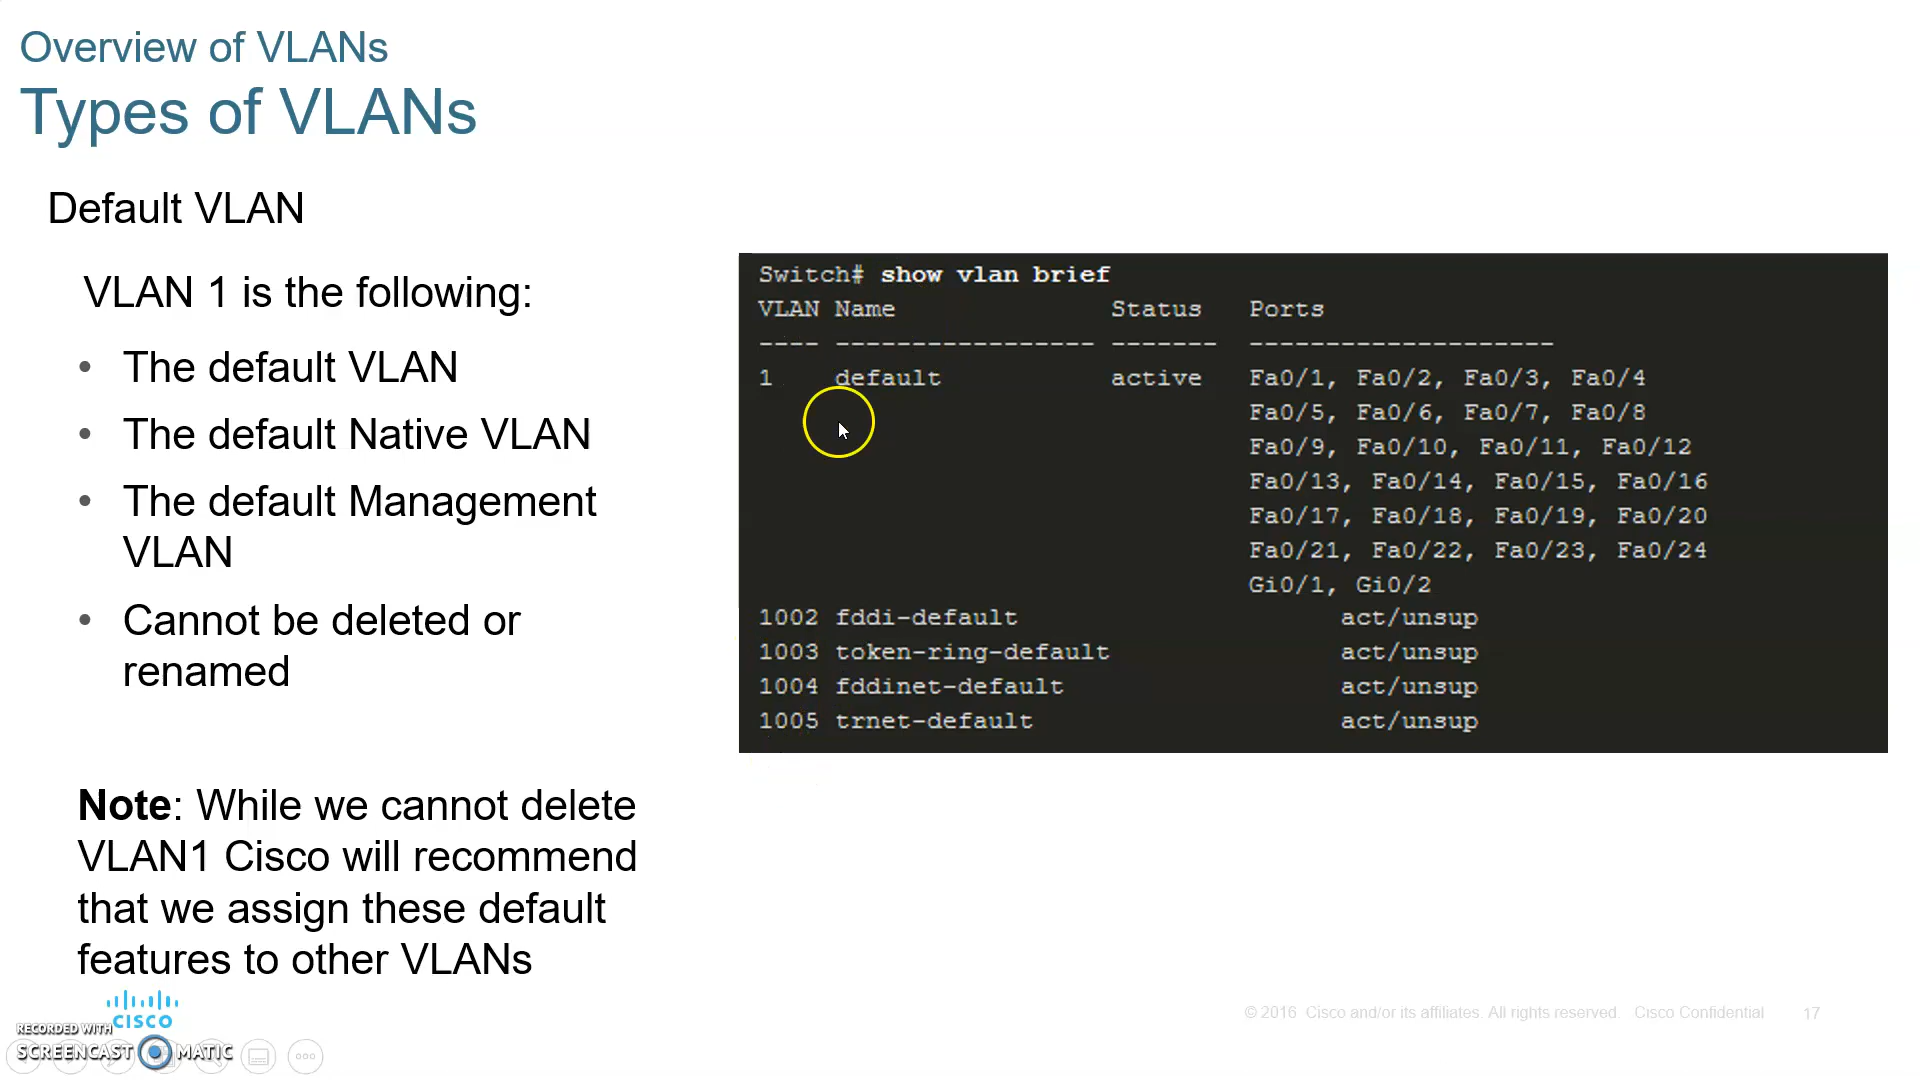 Overview of VLANs
Types of VLANs
Default VLAN
VLAN 1 is the following:
• The default VLAN
• The default Native VLAN
• The default Management
VLAN
• Cannot be deleted or
renamed
Note: While we cannot delete
VLAN1 Cisco will recommend
that we assign these default
features to other VLANs
Switch# show vlan brief
VLAN Name Status Ports
---- ----------------- ------- --------------------
1 default active Fa0/1, Fa0/2, Fa0/3, Fa0/4
Fa0/5, Fa0/6, Fa0/7, Fa0/8
Fa0/9, Fa0/10, Fa0/11, Fa0/12
Fa0/13, Fa0/14, Fa0/15, Fa0/16
Fa0/17, Fa0/18, Fa0/19, Fa0/20
Fa0/21, Fa0/22, Fa0/23, Fa0/24
Gi0/1, Gi0/2
1002 fddi-default act/unsup
1003 token-ring-default act/unsup
1004 fddinet-default act/unsup
1005 trnet-default act/unsup
CISCO
RECORDED WITH
SCREENCAST MATIC
© 2016 Cisco and/or its affiliates. All rights reserved. Cisco Confidential 17